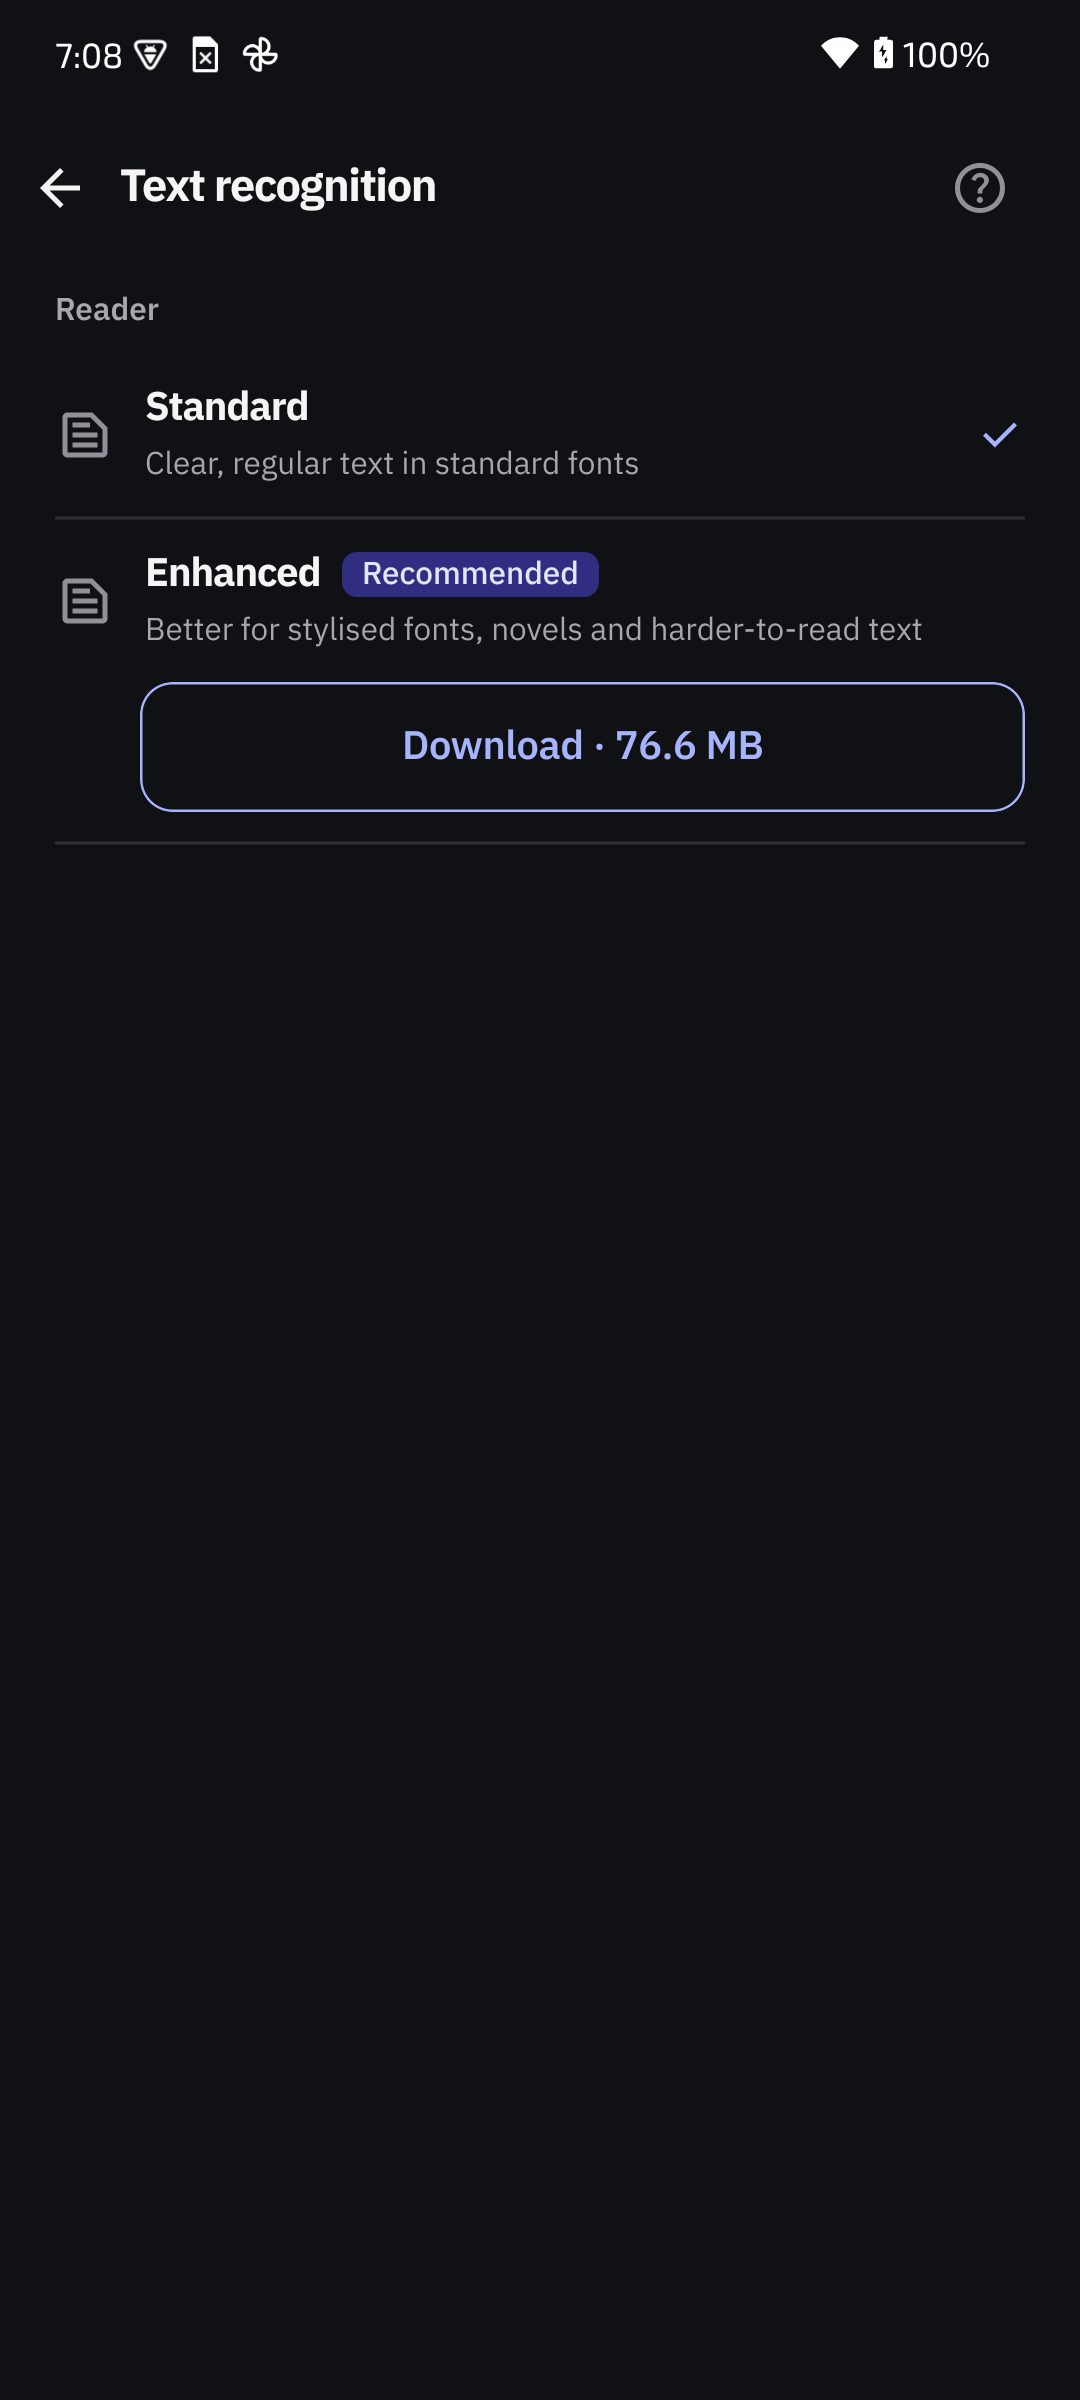 7:08
100%
Text recognition
Reader
Standard
Clear, regular text in standard fonts
Enhanced Recommended
Better for stylised fonts, novels and harder-to-read text
Download · 76.6 MB